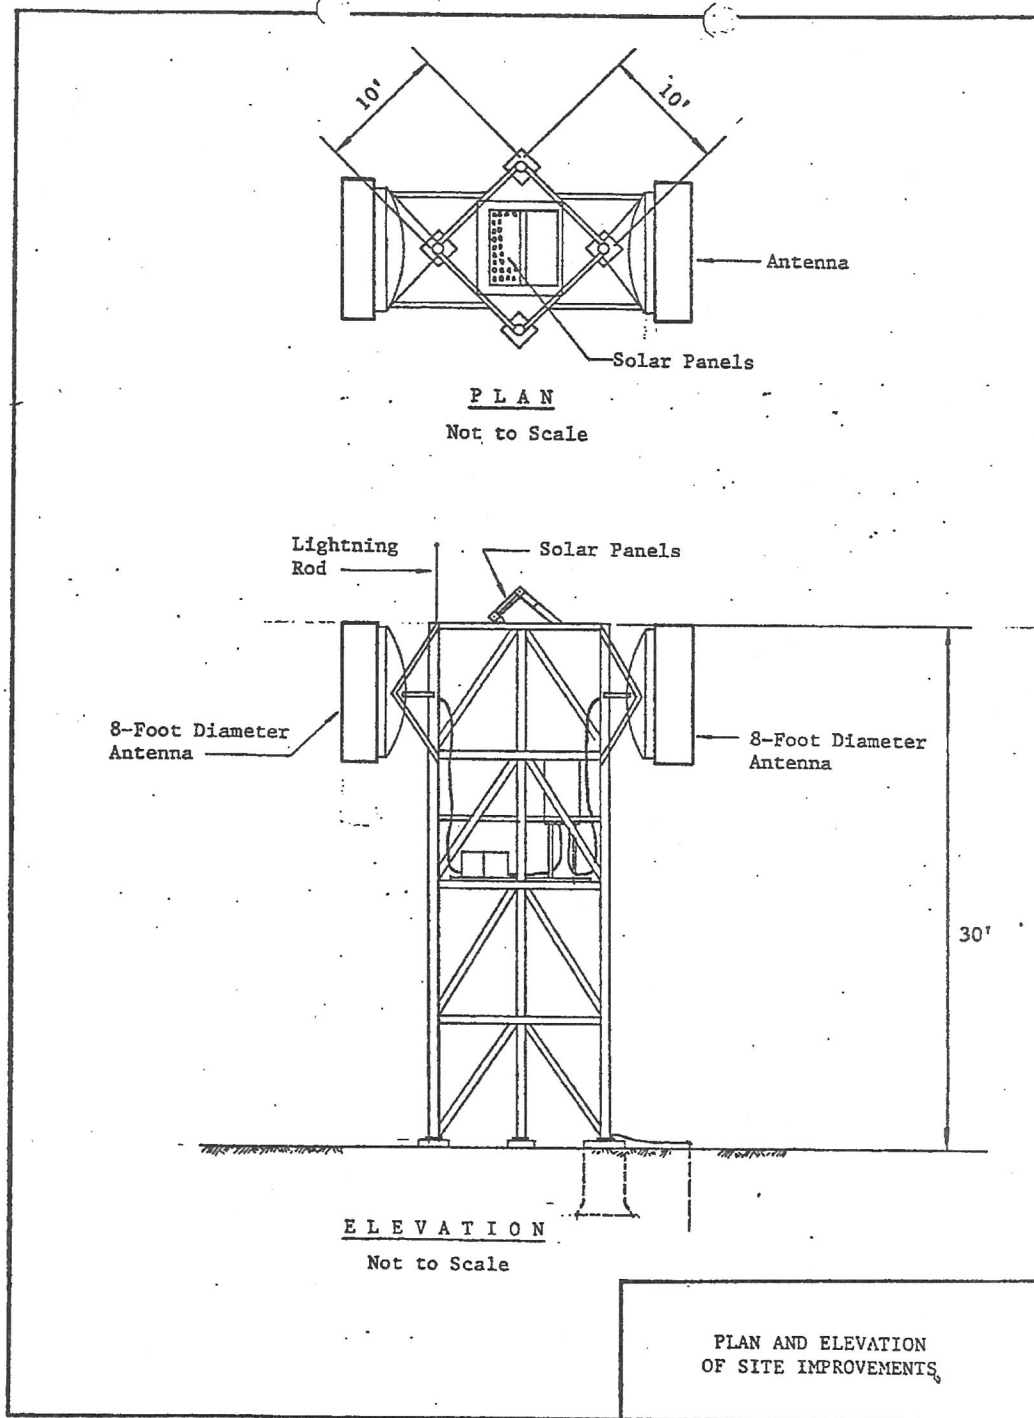 10'
10'
Antenna
Solar Panels
PLAN
Not to Scale
Lightning
Rod
Solar Panels
8-Foot Diameter
Antenna
8-Foot Diameter
Antenna
30'
ELEVATION
Not to Scale
PLAN AND ELEVATION
OF SITE IMPROVEMENTS